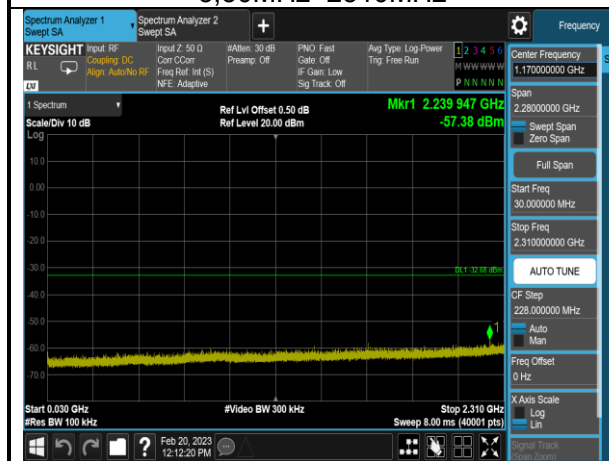 Spectrum Analyzer 1
Swept SA
Spectrum Analyzer 2
Swept SA
+
Frequency
KEYSIGHT
RL
LXI
Input: RF
Coupling: DC
Align: Auto/No RF
Input Z: 50 Ω
Corr CCorr
Freq Ref: Int (S)
NFE: Adaptive
#Atten: 30 dB
Preamp: Off
PNO: Fast
Gate: Off
IF Gain: Low
Sig Track: Off
Avg Type: Log-Power
Trig: Free Run
1 2 3 4 5 6
M W W W W W
P N N N N N
1 Spectrum
Scale/Div 10 dB
Log
Ref Lvl Offset 0.50 dB
Ref Level 20.00 dBm
Mkr1 2.239 947 GHz
-57.38 dBm
10.0
0.00
-10.0
-20.0
-30.0
DL1 -32.68 dBm
-40.0
-50.0
1
-60.0
-70.0
Start 0.030 GHz
#Res BW 100 kHz
#Video BW 300 kHz
Stop 2.310 GHz
Sweep 8.00 ms (40001 pts)
Feb 20, 2023
12:12:20 PM
Center Frequency
1.170000000 GHz
Span
2.28000000 GHz
Swept Span
Zero Span
Full Span
Start Freq
30.000000 MHz
Stop Freq
2.310000000 GHz
AUTO TUNE
CF Step
228.000000 MHz
Auto
Man
Freq Offset
0 Hz
X Axis Scale
Log
Lin
Signal Track
(Span Zoom)